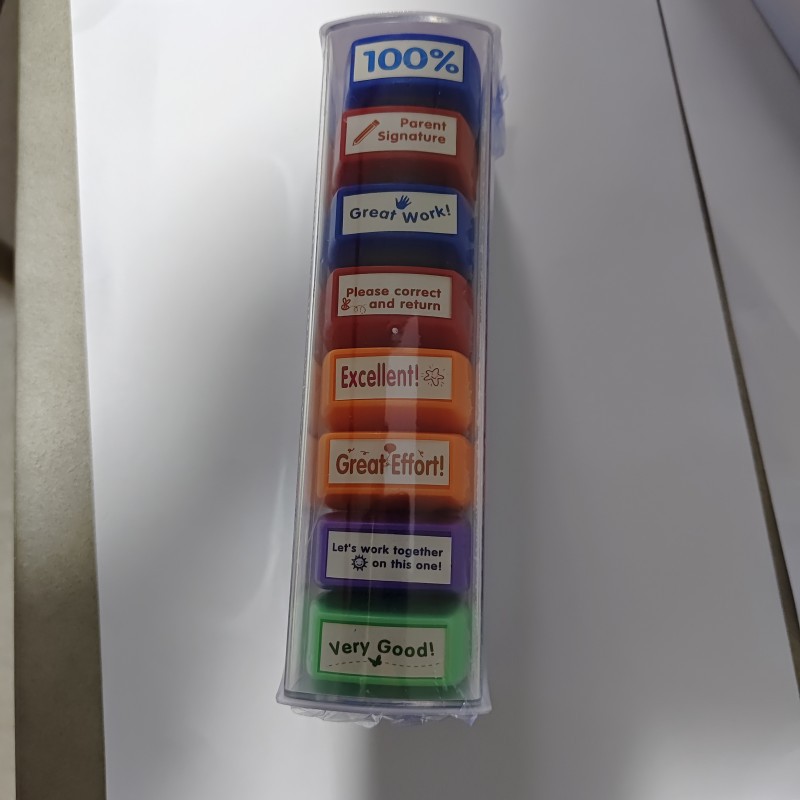 100%
Parent
Signature
Great Work!
Please correct
and return
Excellent!
Great Effort!
Let's work together
on this one!
Very Good!